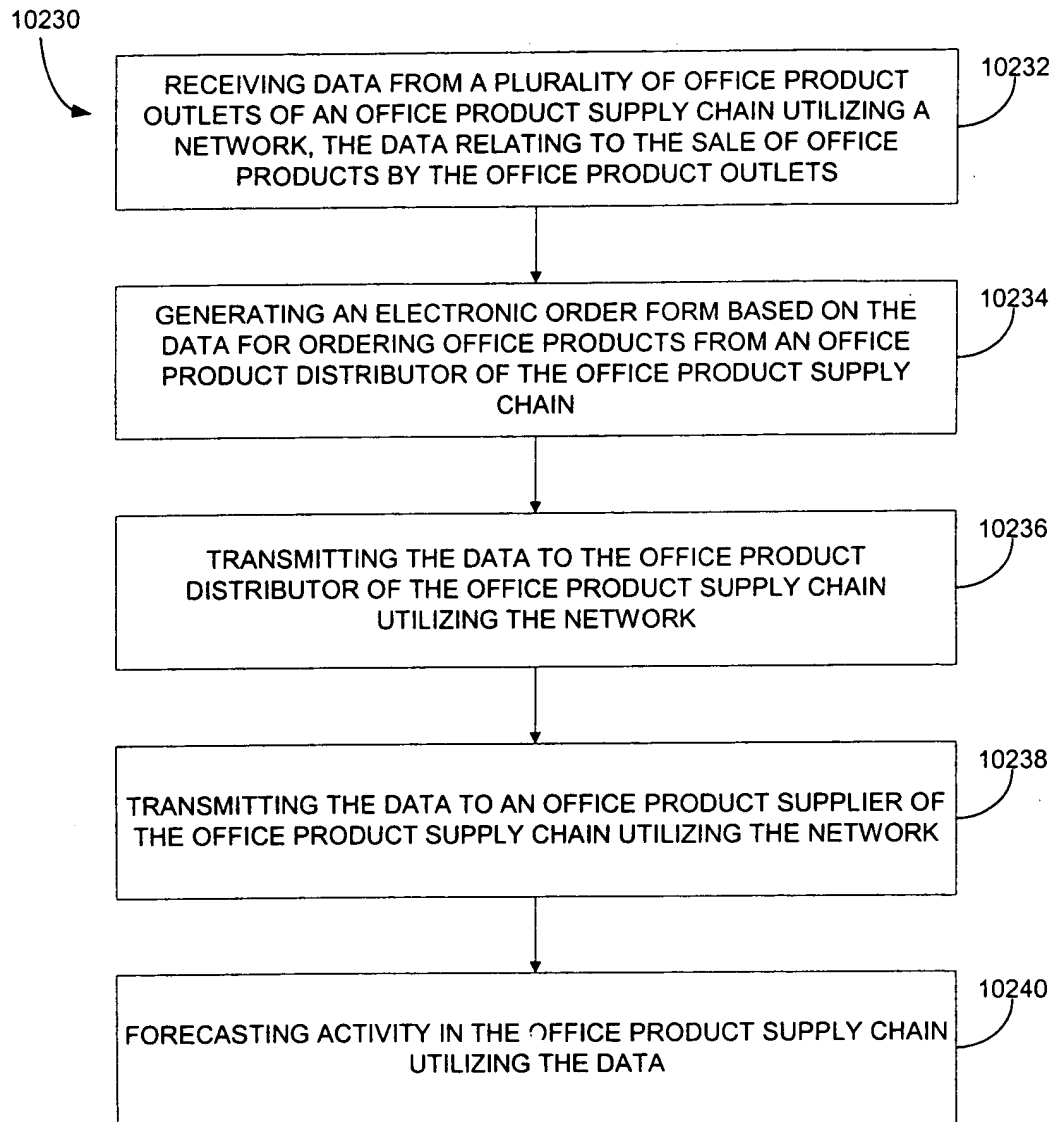 10230
RECEIVING DATA FROM A PLURALITY OF OFFICE PRODUCT
OUTLETS OF AN OFFICE PRODUCT SUPPLY CHAIN UTILIZING A
NETWORK, THE DATA RELATING TO THE SALE OF OFFICE
PRODUCTS BY THE OFFICE PRODUCT OUTLETS
10232
GENERATING AN ELECTRONIC ORDER FORM BASED ON THE
DATA FOR ORDERING OFFICE PRODUCTS FROM AN OFFICE
PRODUCT DISTRIBUTOR OF THE OFFICE PRODUCT SUPPLY
CHAIN
10234
TRANSMITTING THE DATA TO THE OFFICE PRODUCT
DISTRIBUTOR OF THE OFFICE PRODUCT SUPPLY CHAIN
UTILIZING THE NETWORK
10236
TRANSMITTING THE DATA TO AN OFFICE PRODUCT SUPPLIER OF
THE OFFICE PRODUCT SUPPLY CHAIN UTILIZING THE NETWORK
10238
FORECASTING ACTIVITY IN THE OFFICE PRODUCT SUPPLY CHAIN
UTILIZING THE DATA
10240